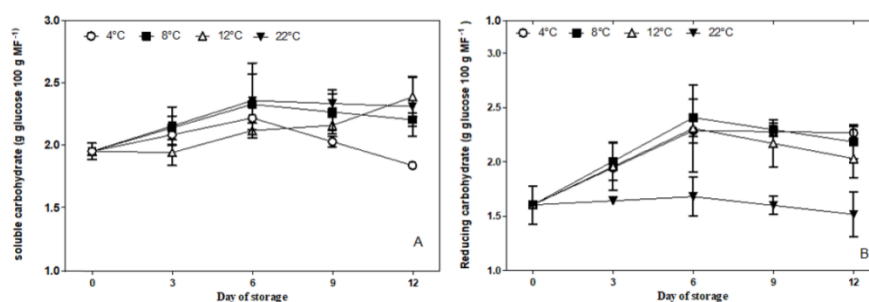 soluble carbohydrate (g glucose 100 g MF⁻¹)
3.0
2.5
2.0
1.5
1.0
4°C 8°C 12°C 22°C
A
0 3 6 9 12
Day of storage
Reducing carbohydrate (g glucose 100 g MF⁻¹)
1.0
3.0
2.5
2.0
1.5
1.0
4°C 8°C 12°C 22°C
B
0 3 6 9 12
Day of storage